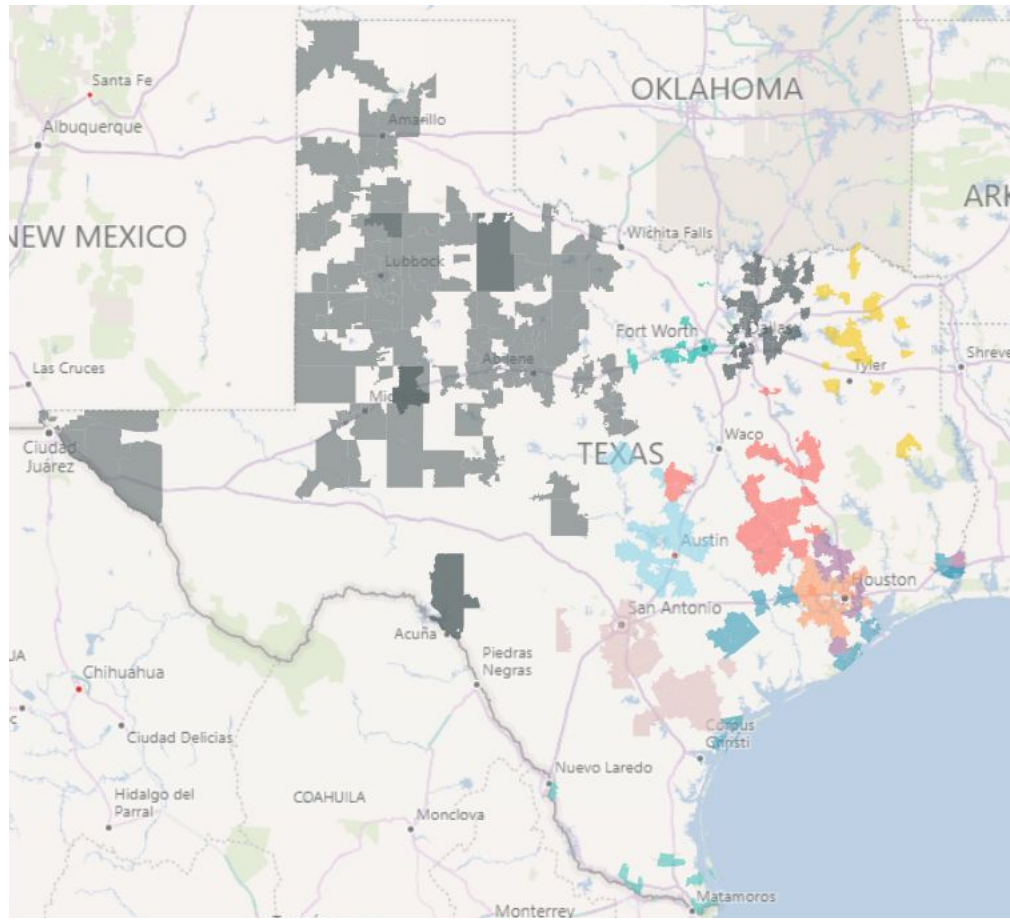 Santa Fe
Albuquerque
OKLAHOMA
Amarillo
ARK
NEW MEXICO
Wichita Falls
Lubbock
Fort Worth
Dallas
Abilene
Las Cruces
Tyler
Shreve
Ciudad
Juárez
Waco
TEXAS
Austin
Houston
San Antonio
Acuña
Piedras
Negras
Chihuahua
Corpus
Christi
Ciudad Delicias
Nuevo Laredo
Hidalgo del
Parral
COAHUILA
Monclova
Matamoros
Monterrey